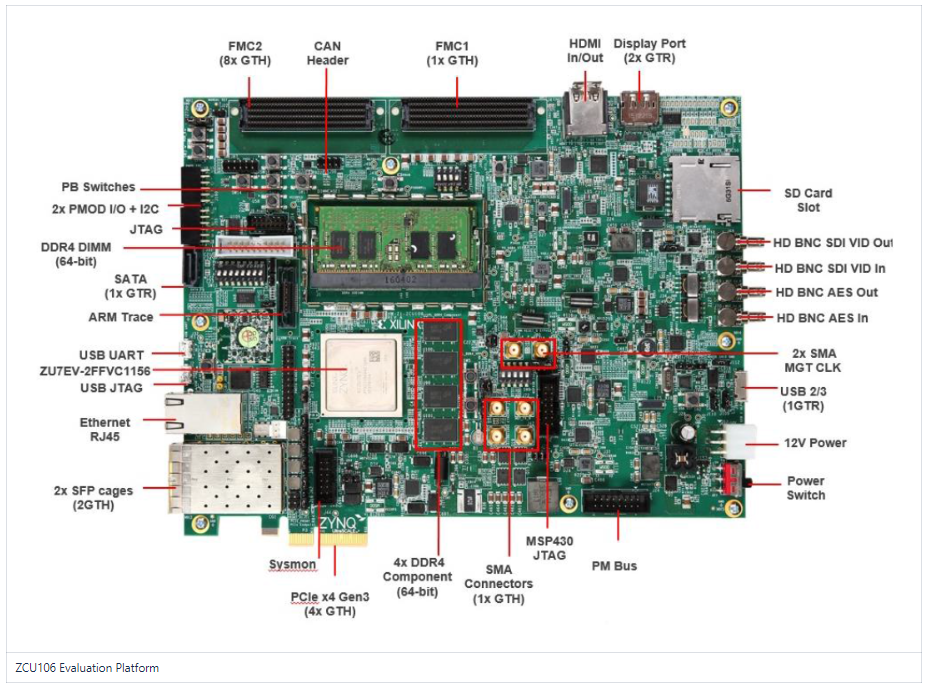 FMC2
(8x GTH)
CAN
Header
FMC1
(1x GTH)
HDMI
In/Out
Display Port
(2x GTR)
PB Switches
2x PMOD I/O + I2C
JTAG
DDR4 DIMM
(64-bit)
SATA
(1x GTR)
ARM Trace
USB UART
ZU7EV-2FFVC1156
USB JTAG
Ethernet
RJ45
2x SFP cages
(2GTH)
SD Card
Slot
HD BNC SDI VID Out
HD BNC SDI VID In
HD BNC AES Out
HD BNC AES In
2x SMA
MGT CLK
USB 2/3
(1GTR)
12V Power
Power
Switch
160402
XILIN
ZYNQ
ZYNQ
Sysmon
PCIe x4 Gen3
(4x GTH)
4x DDR4
Component
(64-bit)
SMA
Connectors
(1x GTH)
MSP430
JTAG
PM Bus
ZCU106 Evaluation Platform